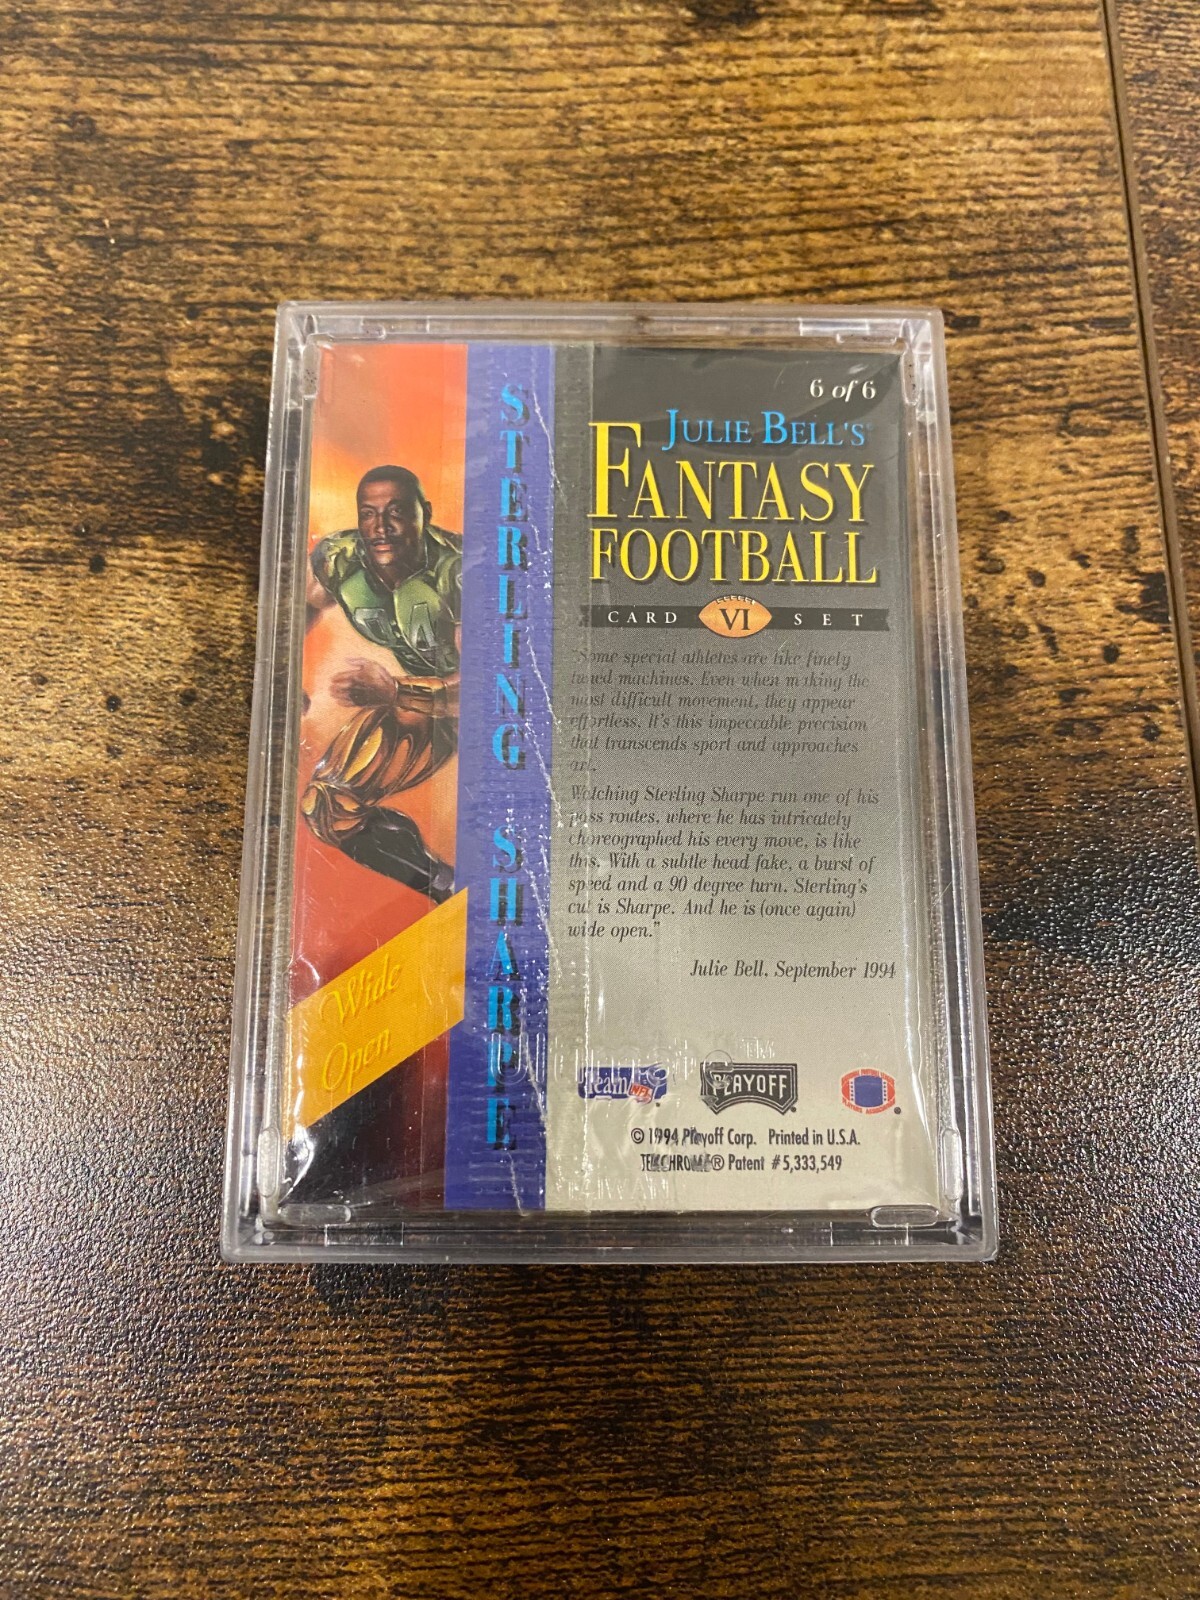 6 of 6
JULIE BELL'S
FANTASY
FOOTBALL
CARD VI SET
"Some special athletes are like finely
tuned machines. Even when making the
most difficult movement, they appear
effortless. It's this impeccable precision
that transcends sport and approaches
art.
Watching Sterling Sharpe run one of his
pass routes, where he has intricately
choreographed his every move, is like
this. With a subtle head fake, a burst of
speed and a 90 degree turn, Sterling's
cut is Sharpe. And he is (once again)
wide open."
Julie Bell, September 1994
STERLING SHARPE
Wide
Open
84
Team NFL
PLAYOFF
© 1994 Playoff Corp. Printed in U.S.A.
TEKCHROME® Patent #5,333,549